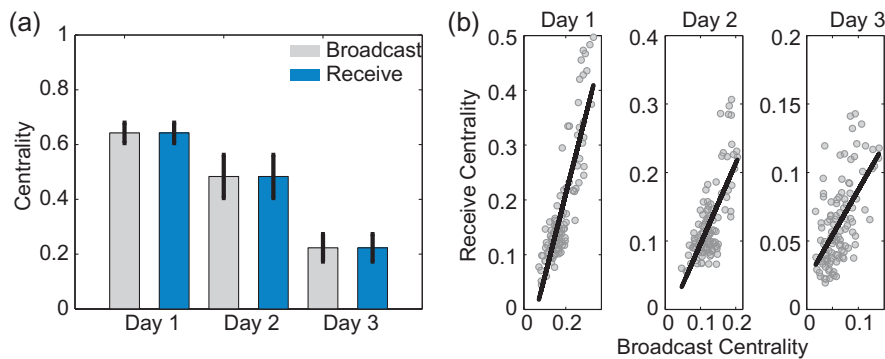 (a)
Centrality
1
0.8
0.6
0.4
0.2
0
Broadcast
Receive
Day 1
Day 2
Day 3
(b)
Day 1
Day 2
Day 3
Receive Centrality
0.5
0.4
0.3
0.2
0.1
0
0 0.2
0.4
0.3
0.2
0.1
0
0 0.1 0.2
0.2
0.15
0.1
0.05
0
0 0.1
Broadcast Centrality